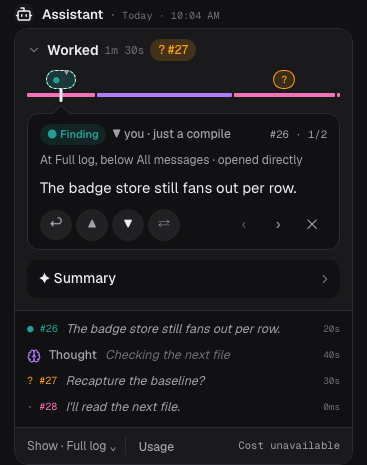 Assistant · Today · 10:04 AM
Worked 1m 30s ? #27
?
Finding ▼ you · just a compile #26 · 1/2
At Full log, below All messages · opened directly
The badge store still fans out per row.
Summary
#26 The badge store still fans out per row. 20s
Thought Checking the next file 40s
? #27 Recapture the baseline? 30s
· #28 I'll read the next file. 0ms
Show · Full log Usage Cost unavailable